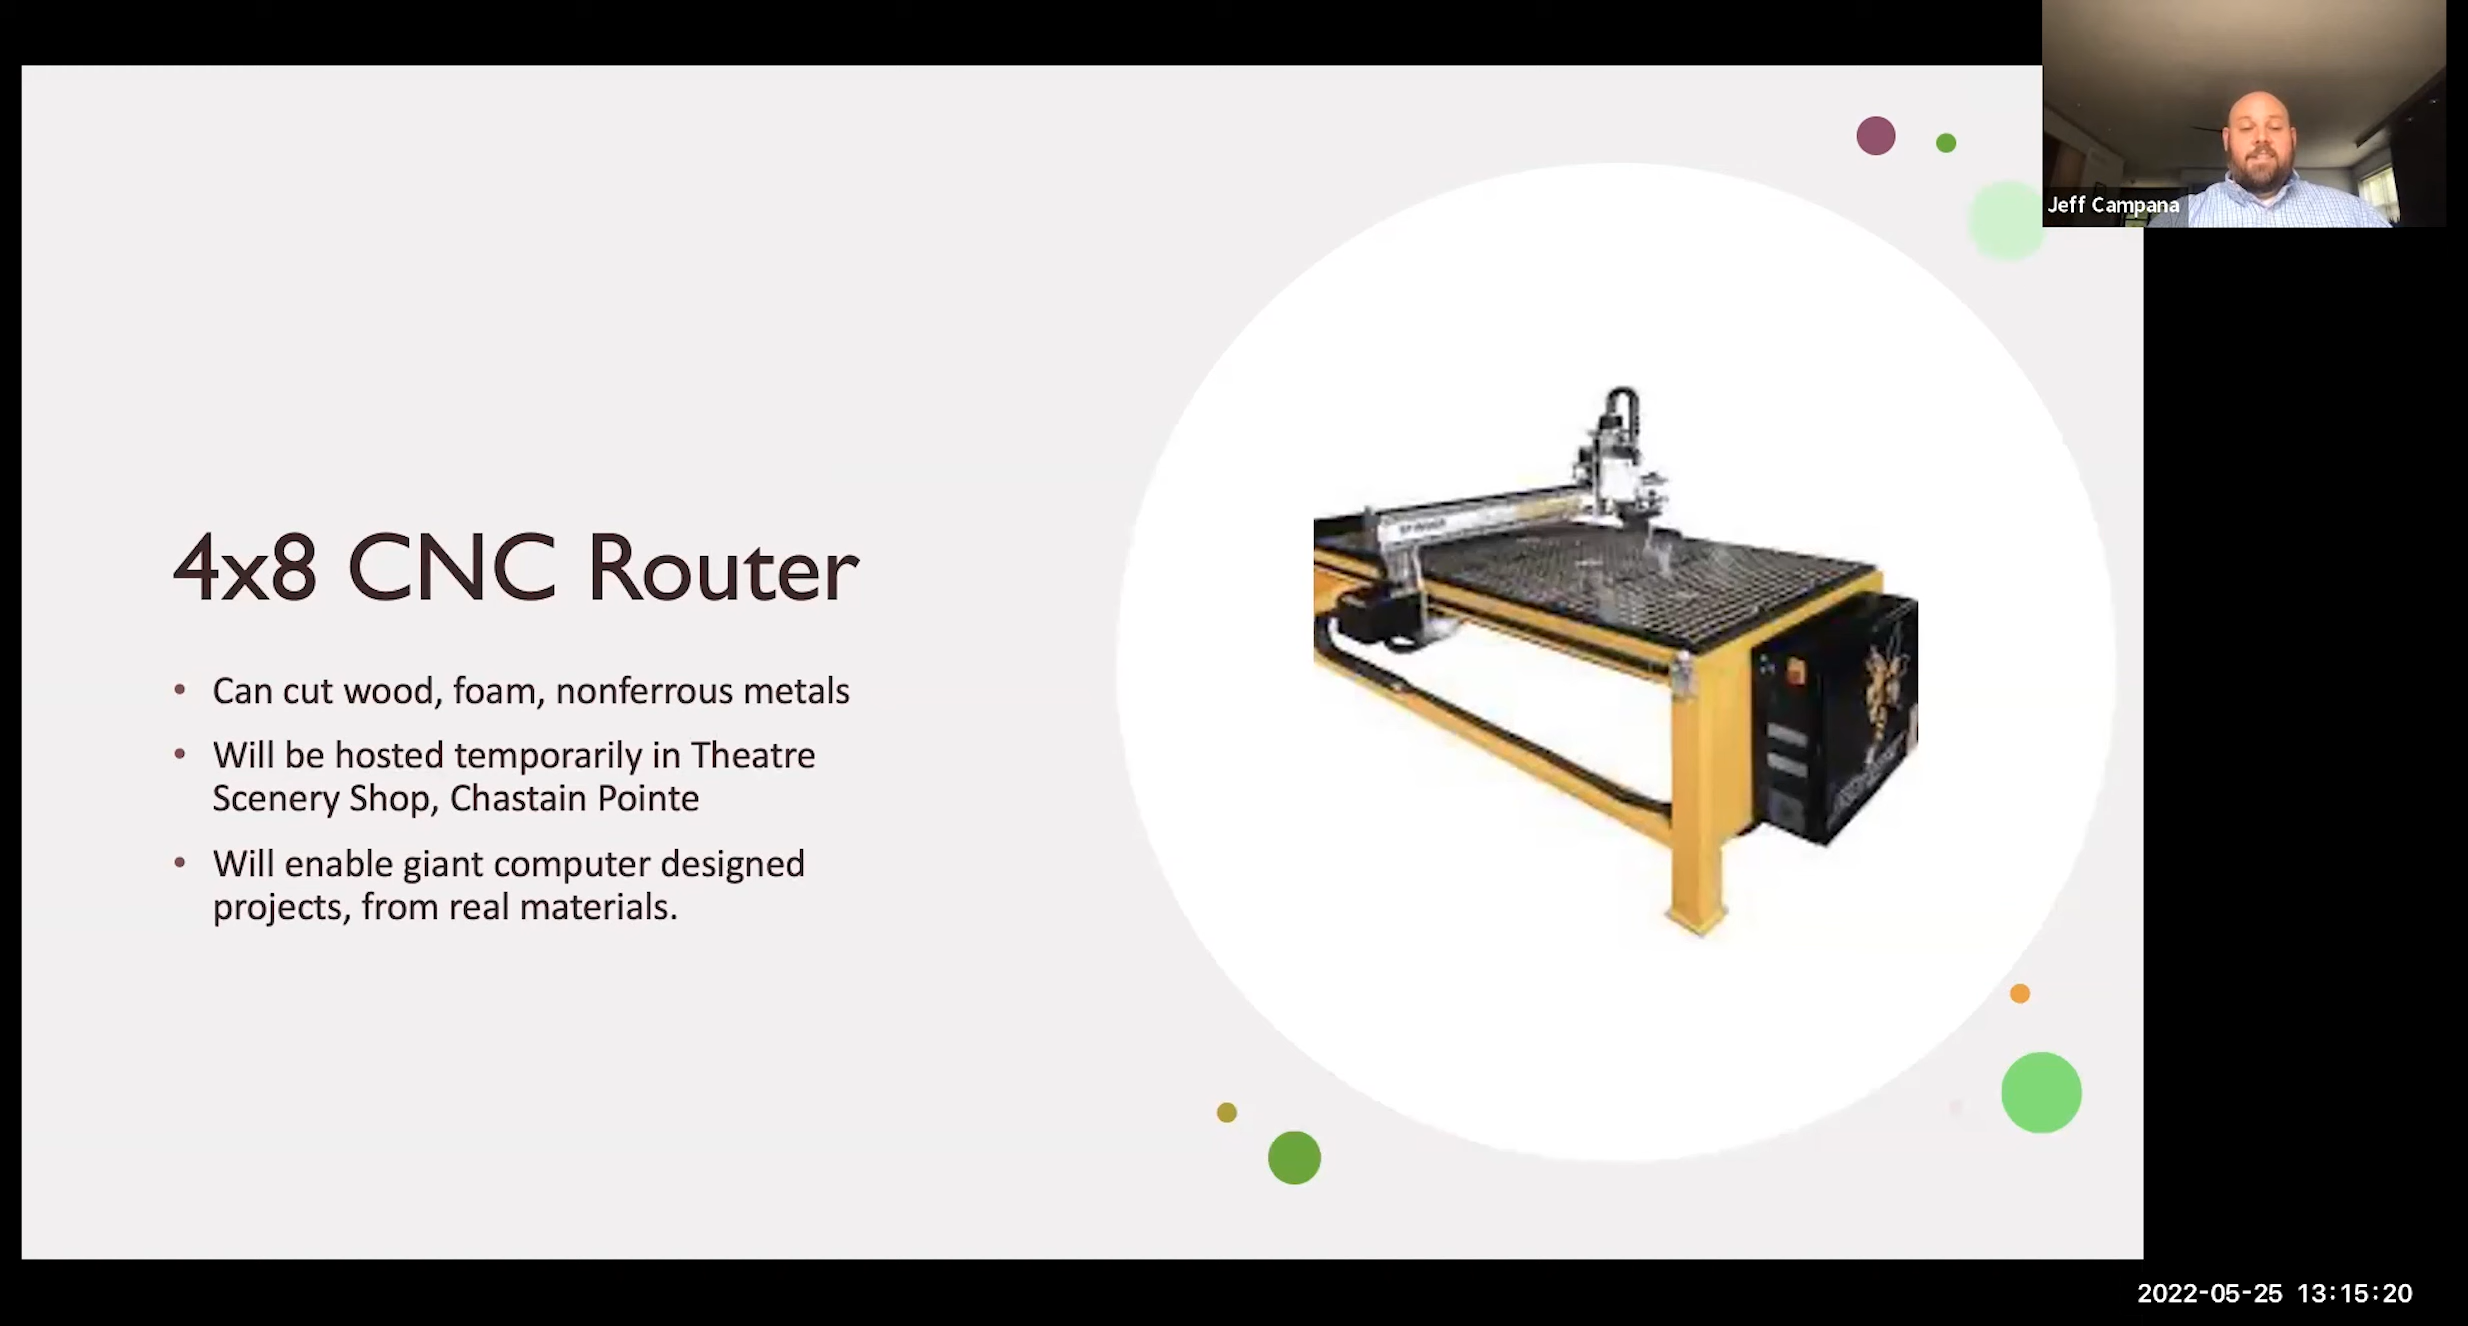 Jeff Campana
4x8 CNC Router
• Can cut wood, foam, nonferrous metals
• Will be hosted temporarily in Theatre
Scenery Shop, Chastain Pointe
• Will enable giant computer designed
projects, from real materials.
2022-05-25 13:15:20